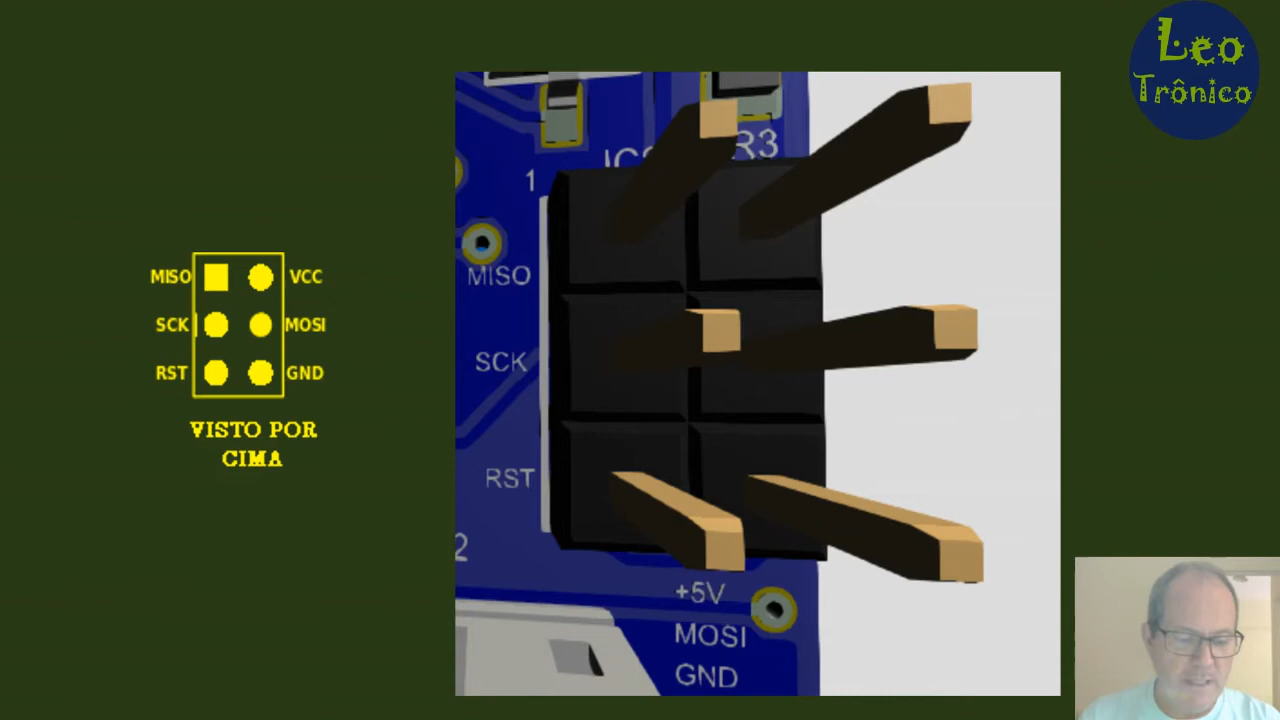 Leo
Trônico
MISO VCC
SCK MOSI
RST GND
VISTO POR
CIMA
R3
1
MISO
SCK
RST
2
+5V
MOSI
GND